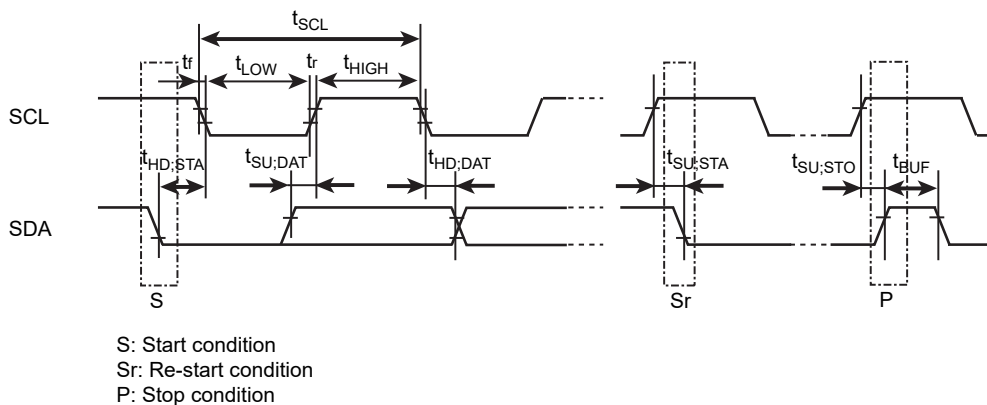 tSCL
tf tLOW tr tHIGH
SCL
tHD;STA tSU;DAT tHD;DAT tSU;STA tSU;STO tBUF
SDA
S Sr P
S: Start condition
Sr: Re-start condition
P: Stop condition